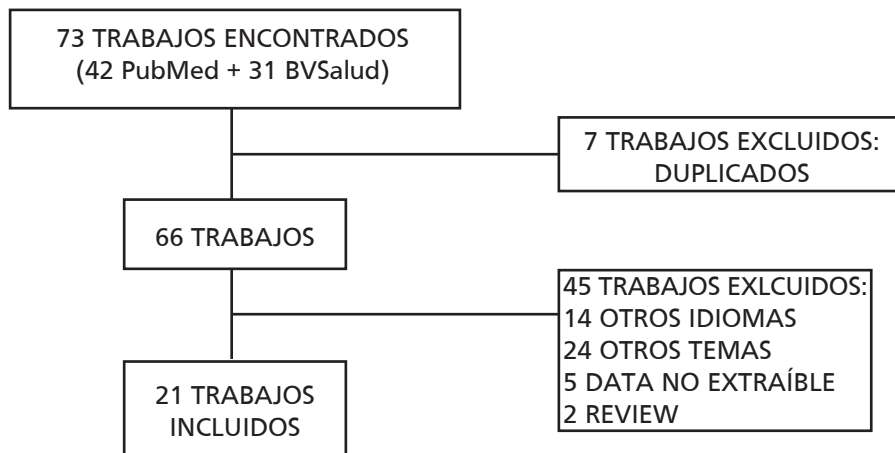 73 TRABAJOS ENCONTRADOS
(42 PubMed + 31 BVSalud)
7 TRABAJOS EXCLUIDOS:
DUPLICADOS
66 TRABAJOS
45 TRABAJOS EXLCUIDOS:
14 OTROS IDIOMAS
24 OTROS TEMAS
5 DATA NO EXTRAÍBLE
2 REVIEW
21 TRABAJOS
INCLUIDOS